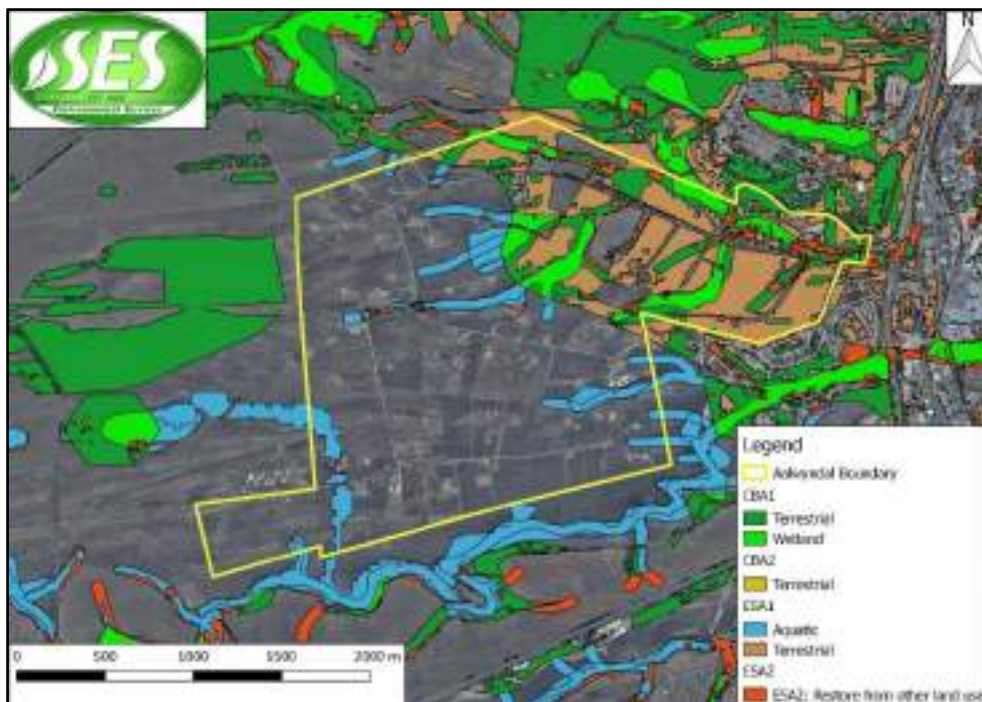 SES
N
Legend
Aalwyndal Boundary
CBA1
Terrestrial
Wetland
CBA2
Terrestrial
ESA1
Aquatic
Terrestrial
ESA2
ESA2: Restore from other land use
0 500 1000 1500 2000 m